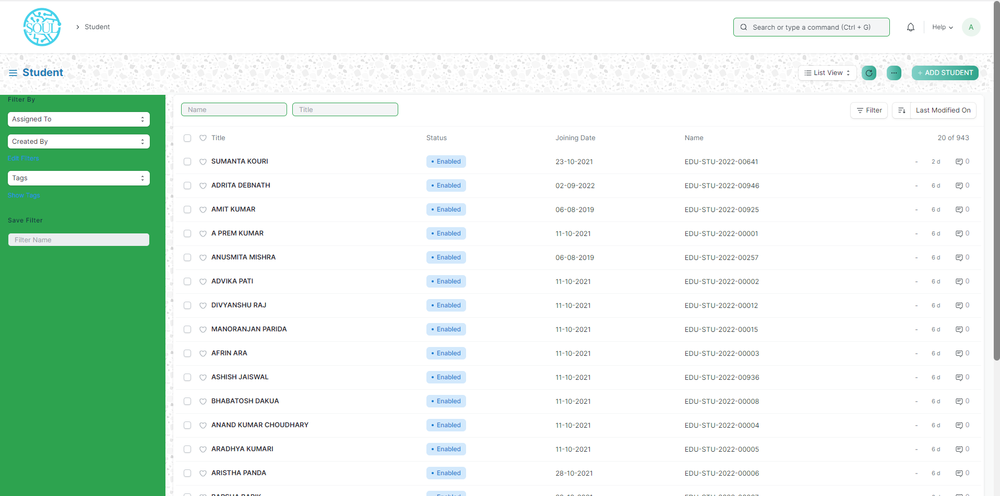 SOUL
Student
Search or type a command (Ctrl + G)
Help
A
Student
List View
+ ADD STUDENT
Filter By
Assigned To
Created By
Edit Filters
Tags
Show Tags
Save Filter
Filter Name
Name Title Filter Last Modified On
Title Status Joining Date Name 20 of 943
SUMANTA KOURI Enabled 23-10-2021 EDU-STU-2022-00641 - 2 d 0
ADRITA DEBNATH Enabled 02-09-2022 EDU-STU-2022-00946 - 6 d 0
AMIT KUMAR Enabled 06-08-2019 EDU-STU-2022-00925 - 6 d 0
A PREM KUMAR Enabled 11-10-2021 EDU-STU-2022-00001 - 6 d 0
ANUSMITA MISHRA Enabled 06-08-2019 EDU-STU-2022-00257 - 6 d 0
ADVIKA PATI Enabled 11-10-2021 EDU-STU-2022-00002 - 6 d 0
DIVYANSHU RAJ Enabled 11-10-2021 EDU-STU-2022-00012 - 6 d 0
MANORANJAN PARIDA Enabled 11-10-2021 EDU-STU-2022-00015 - 6 d 0
AFRIN ARA Enabled 11-10-2021 EDU-STU-2022-00003 - 6 d 0
ASHISH JAISWAL Enabled 11-10-2021 EDU-STU-2022-00936 - 6 d 0
BHABATOSH DAKUA Enabled 11-10-2021 EDU-STU-2022-00008 - 6 d 0
ANAND KUMAR CHOUDHARY Enabled 11-10-2021 EDU-STU-2022-00004 - 6 d 0
ARADHYA KUMARI Enabled 11-10-2021 EDU-STU-2022-00005 - 6 d 0
ARISTHA PANDA Enabled 28-10-2021 EDU-STU-2022-00006 - 6 d 0
Enabled